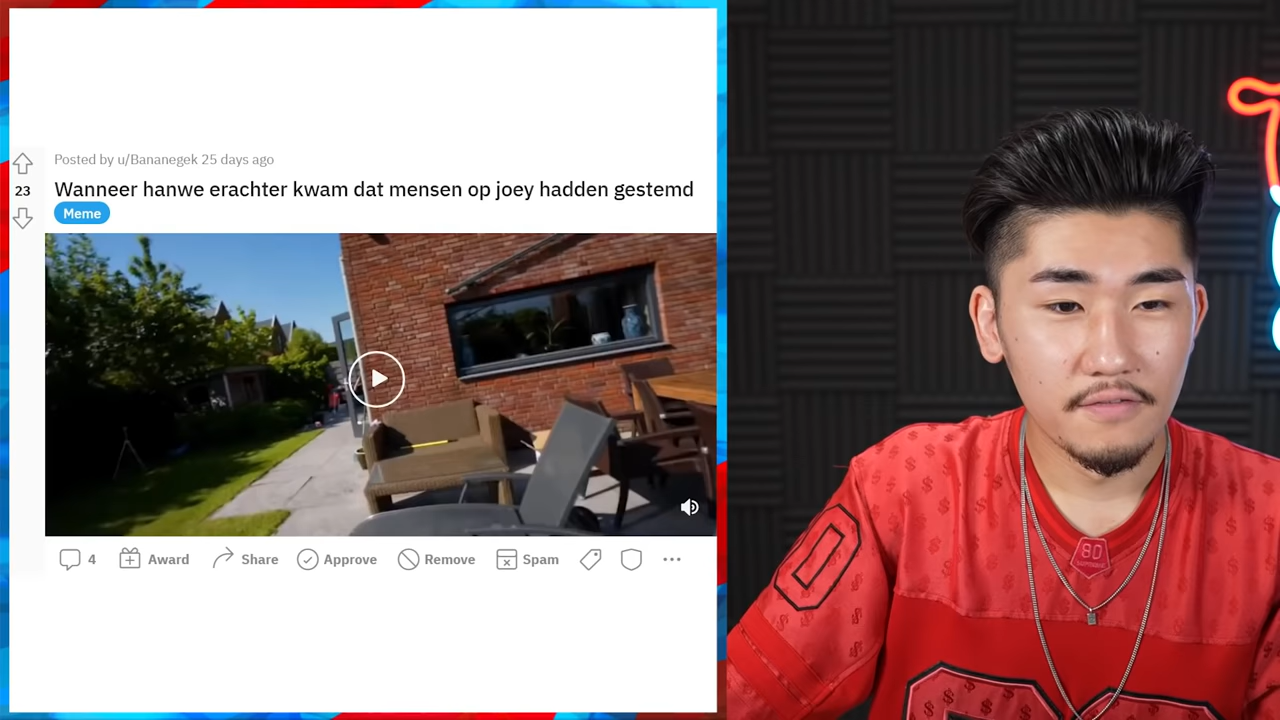 Posted by u/Bananegek 25 days ago
23
Wanneer hanwe erachter kwam dat mensen op joey hadden gestemd
Meme
4 Award Share Approve Remove Spam
80